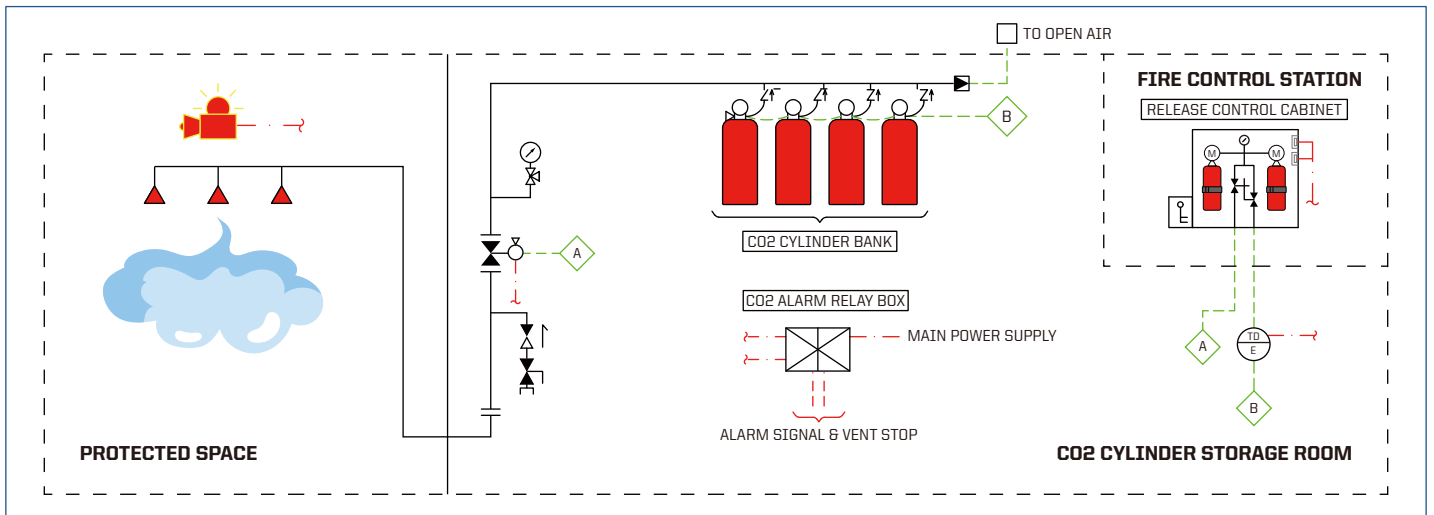 TO OPEN AIR
FIRE CONTROL STATION
RELEASE CONTROL CABINET
B
M
M
A
CO2 CYLINDER BANK
CO2 ALARM RELAY BOX
MAIN POWER SUPPLY
A
TD
E
B
ALARM SIGNAL & VENT STOP
PROTECTED SPACE
CO2 CYLINDER STORAGE ROOM